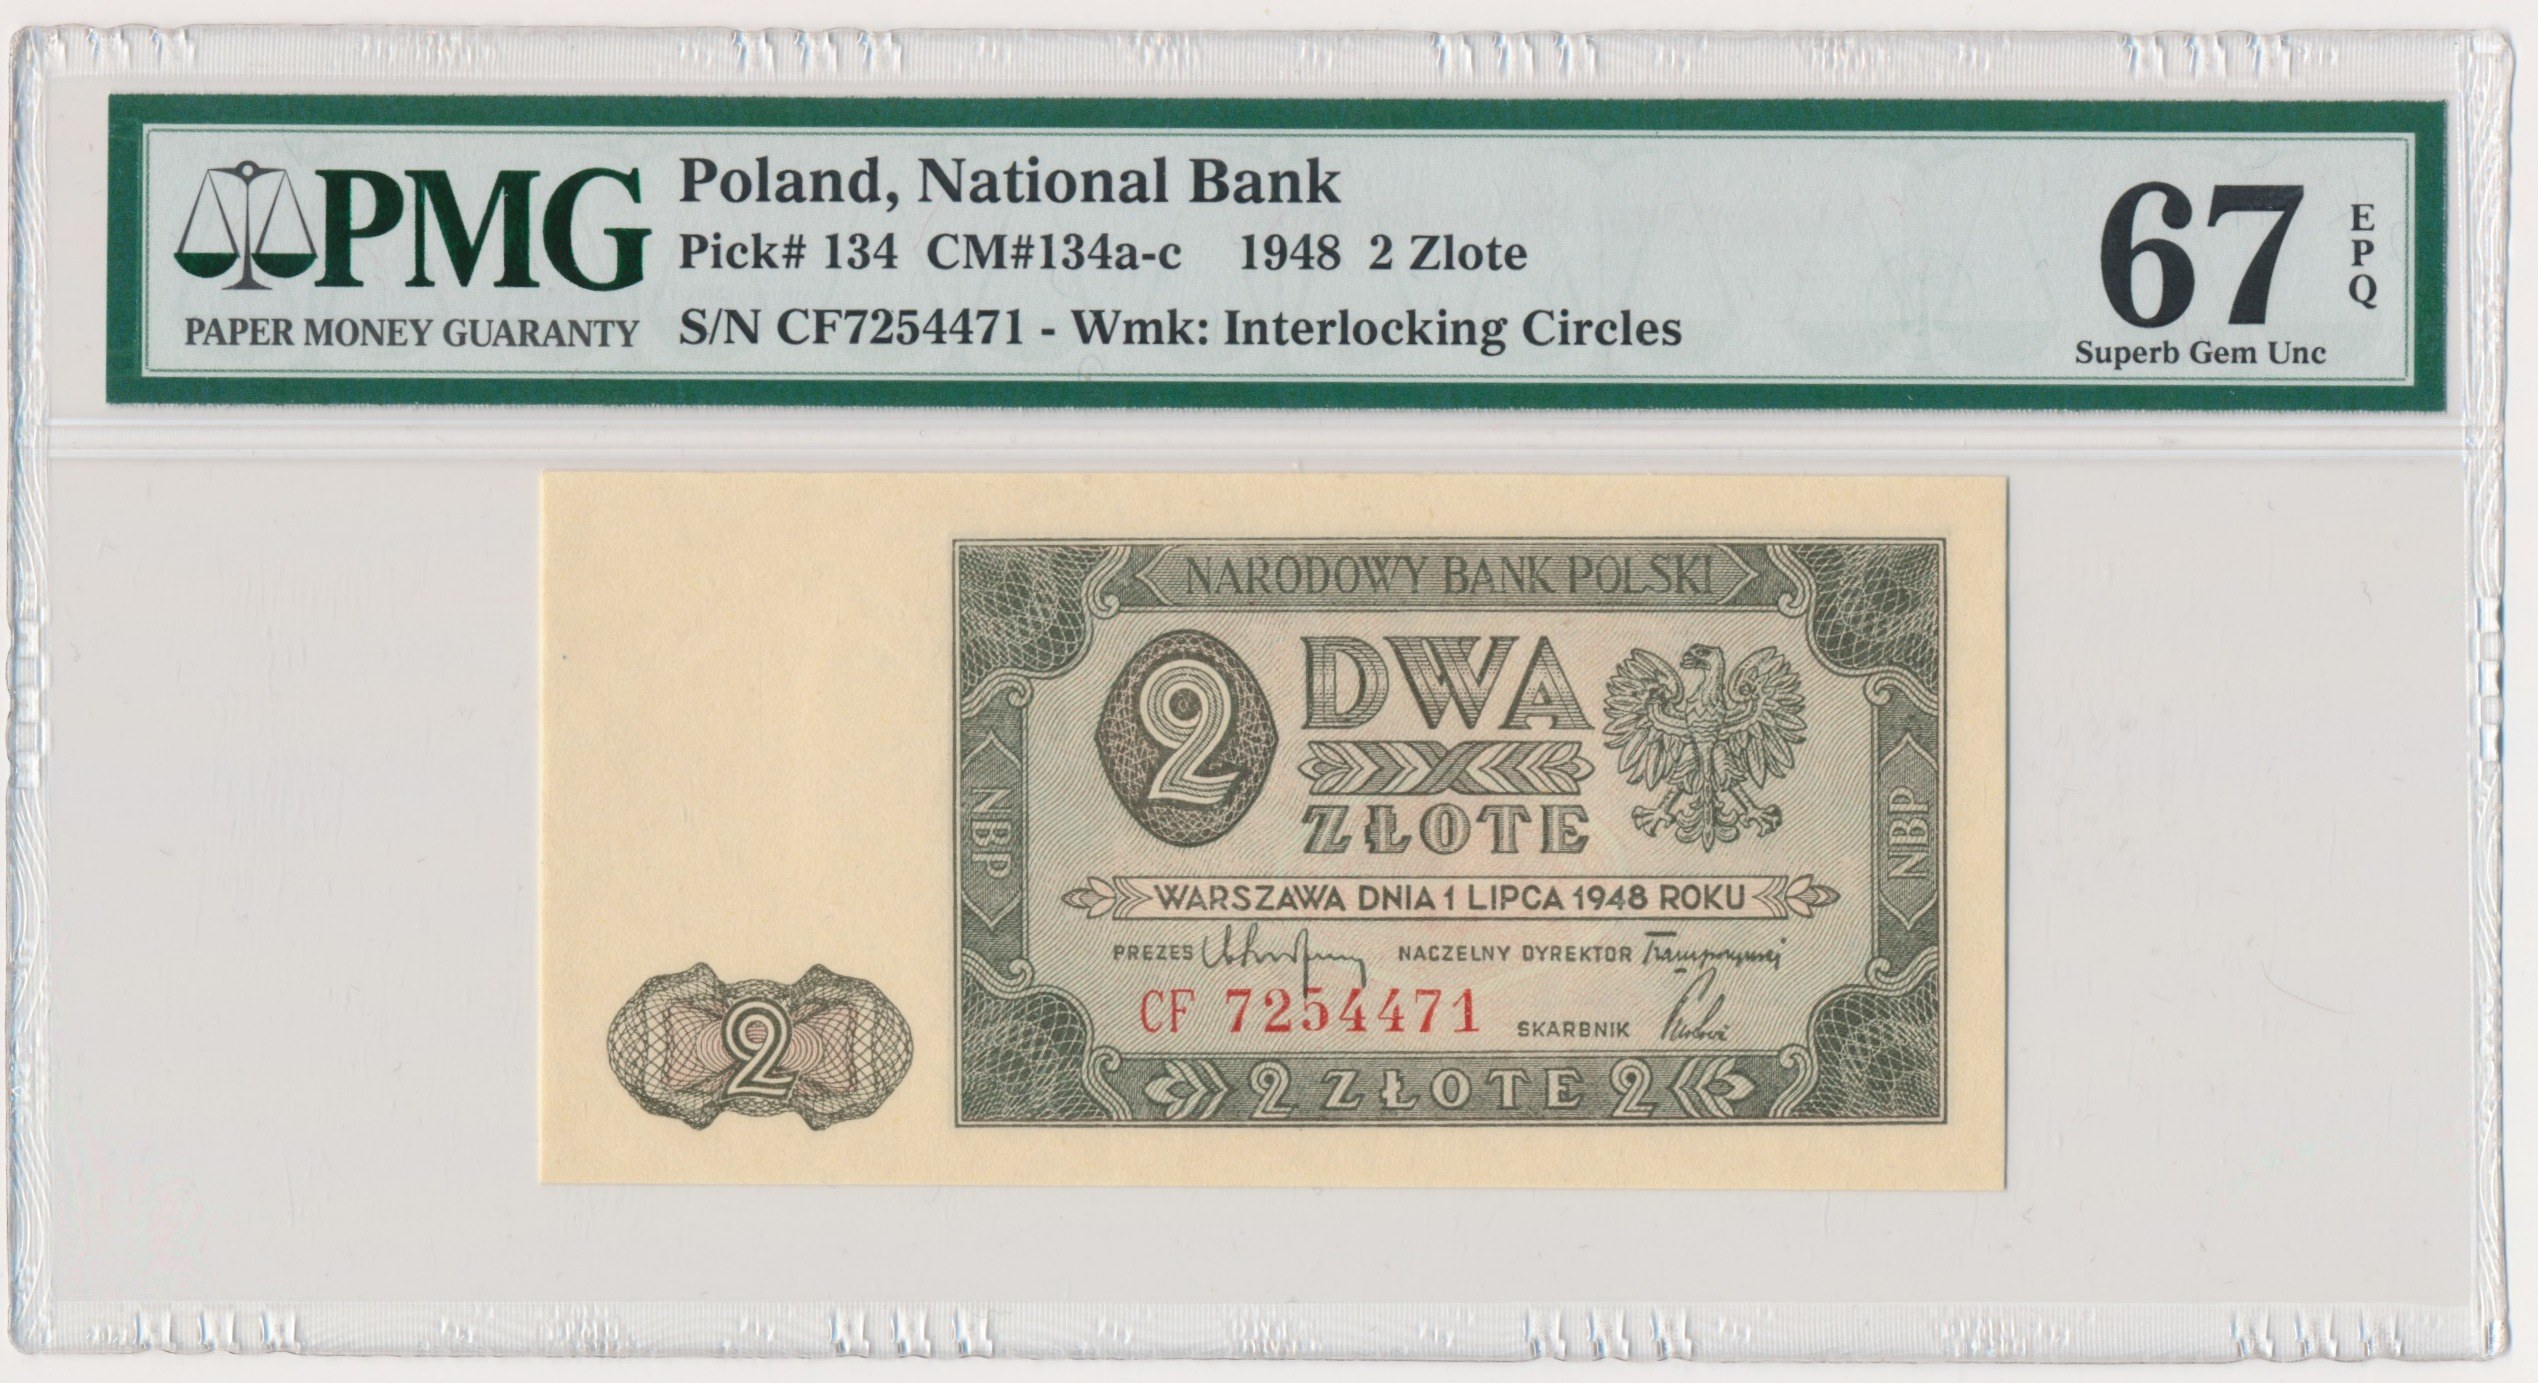 PMG
PAPER MONEY GUARANTY
Poland, National Bank
Pick# 134 CM#134a-c 1948 2 Zlote
S/N CF7254471 - Wmk: Interlocking Circles
67
EPQ
Superb Gem Unc
NARODOWY BANK POLSKI
2
DWA
ZŁOTE
NBP
NBP
WARSZAWA DNIA 1 LIPCA 1948 ROKU
PREZES NACZELNY DYREKTOR
CF 7254471
SKARBNIK
2
2 ZŁOTE 2